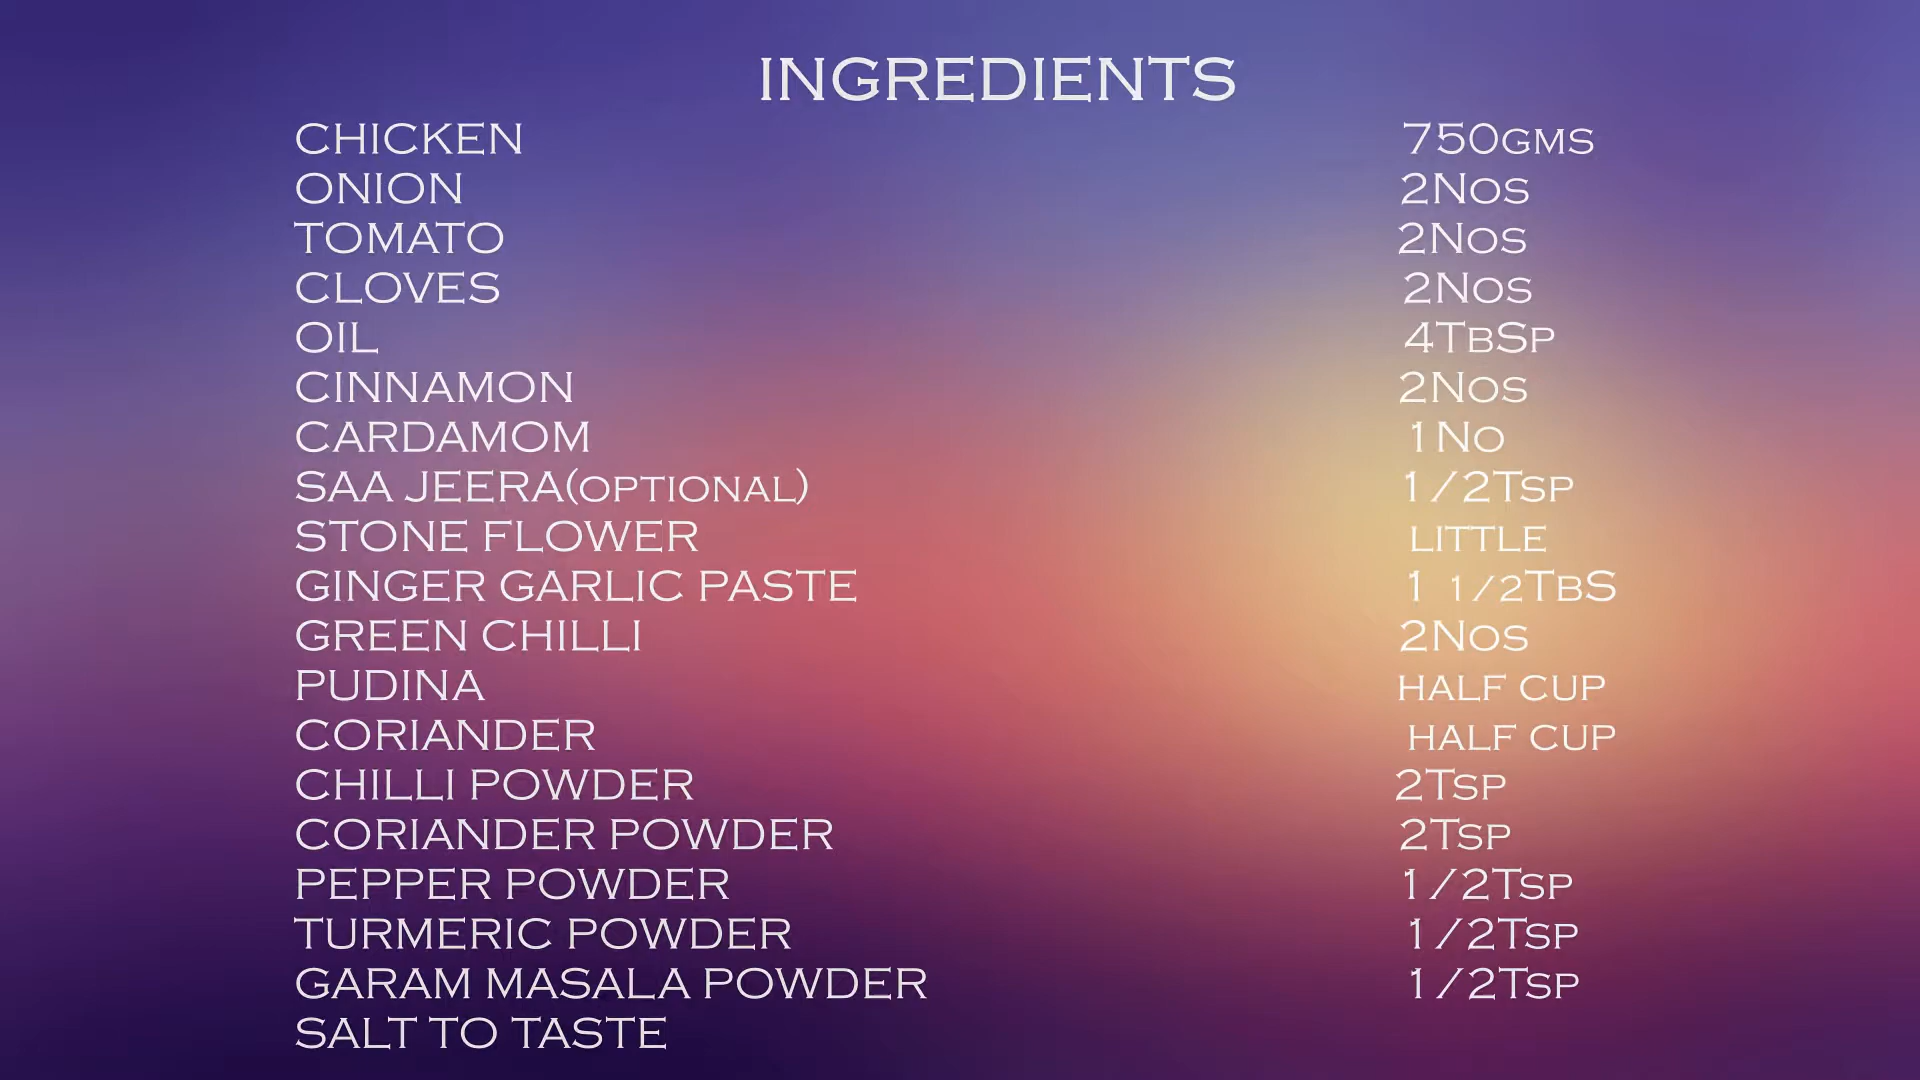 INGREDIENTS
CHICKEN 750GMS
ONION 2NOS
TOMATO 2NOS
CLOVES 2NOS
OIL 4TBSP
CINNAMON 2NOS
CARDAMOM 1NO
SAA JEERA(OPTIONAL) 1/2TSP
STONE FLOWER LITTLE
GINGER GARLIC PASTE 1 1/2TBS
GREEN CHILLI 2NOS
PUDINA HALF CUP
CORIANDER HALF CUP
CHILLI POWDER 2TSP
CORIANDER POWDER 2TSP
PEPPER POWDER 1/2TSP
TURMERIC POWDER 1/2TSP
GARAM MASALA POWDER 1/2TSP
SALT TO TASTE